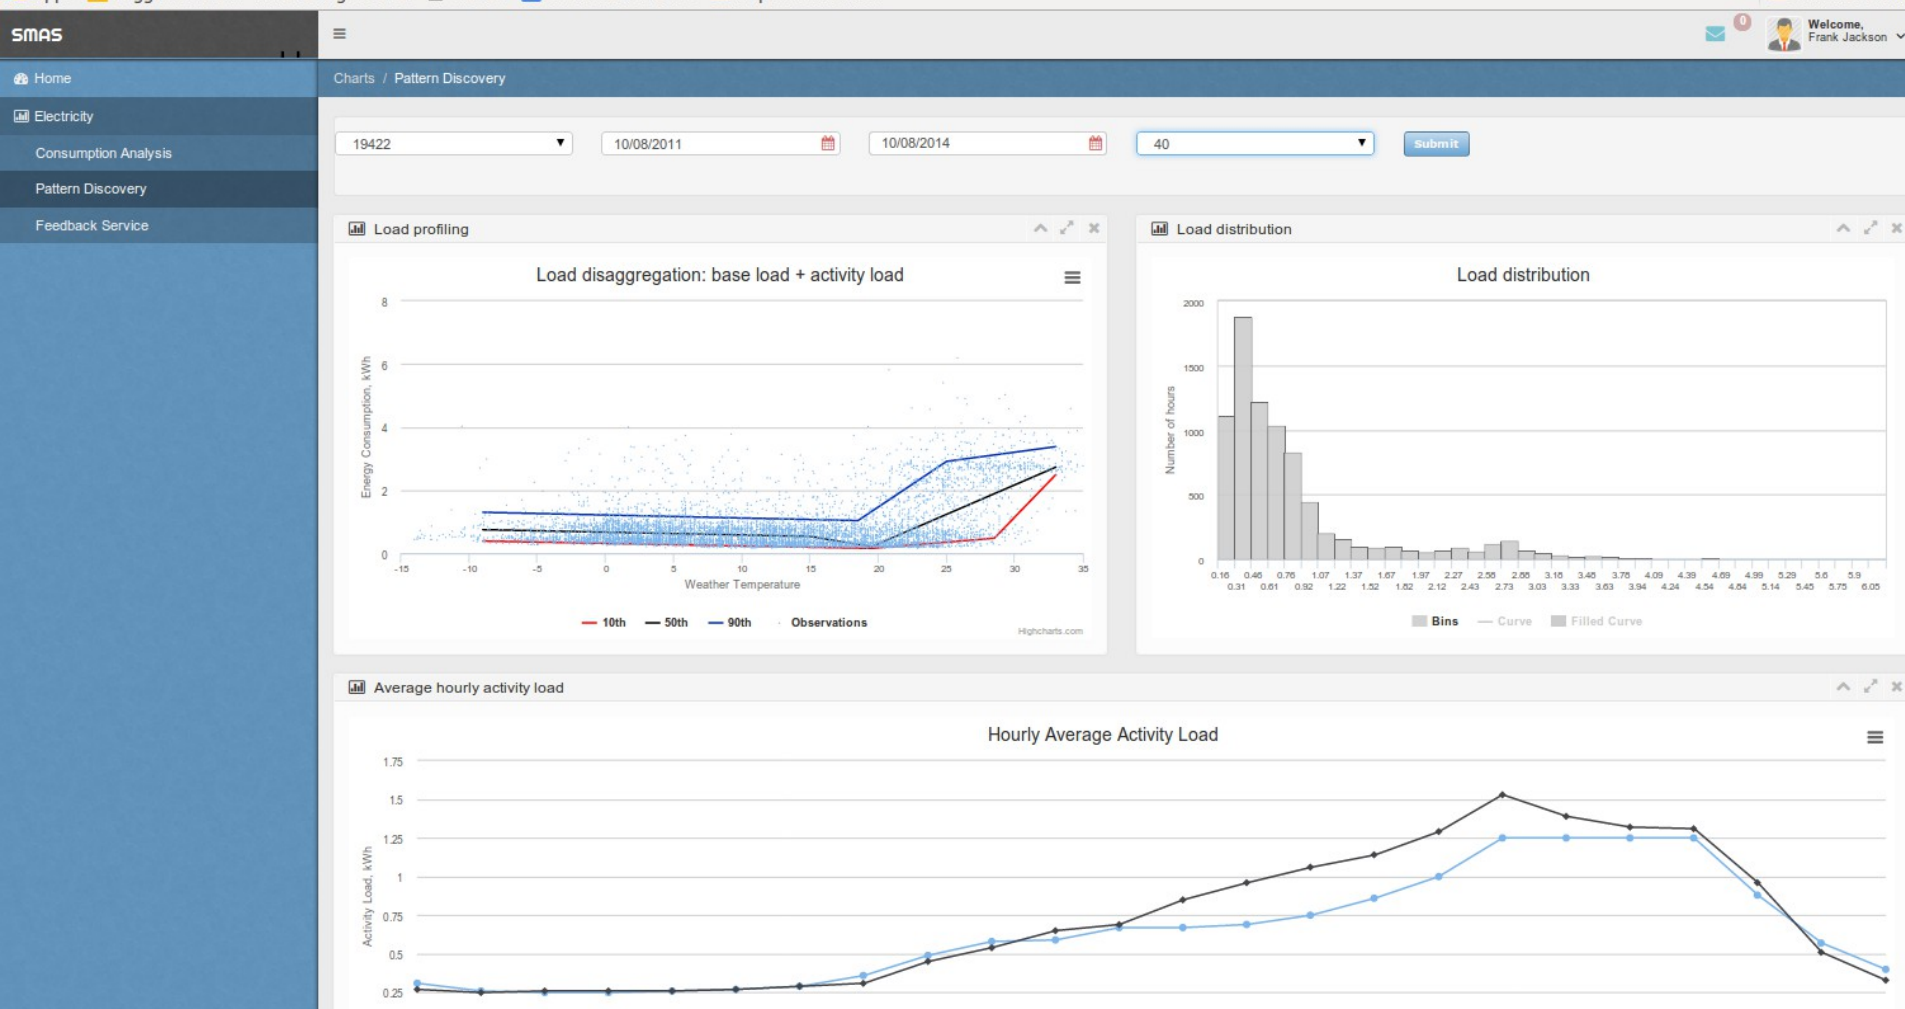 SMAS
0
Welcome,
Frank Jackson
Home
Charts / Pattern Discovery
Electricity
Consumption Analysis
Pattern Discovery
Feedback Service
19422
10/08/2011
10/08/2014
40
Submit
Load profiling
Load disaggregation: base load + activity load
8
6
4
2
0
Energy Consumption, kWh
-15 -10 -5 0 5 10 15 20 25 30 35
Weather Temperature
10th 50th 90th Observations
Highcharts.com
Load distribution
Load distribution
2000
1500
1000
500
0
Number of hours
0.16 0.46 0.76 1.07 1.37 1.67 1.97 2.27 2.58 2.88 3.18 3.48 3.78 4.09 4.39 4.69 4.99 5.29 5.6 5.9
0.31 0.61 0.92 1.22 1.52 1.82 2.12 2.43 2.73 3.03 3.33 3.63 3.94 4.24 4.54 4.84 5.14 5.45 5.75 6.05
Bins Curve Filled Curve
Average hourly activity load
Hourly Average Activity Load
1.75
1.5
1.25
1
0.75
0.5
0.25
Activity Load, kWh